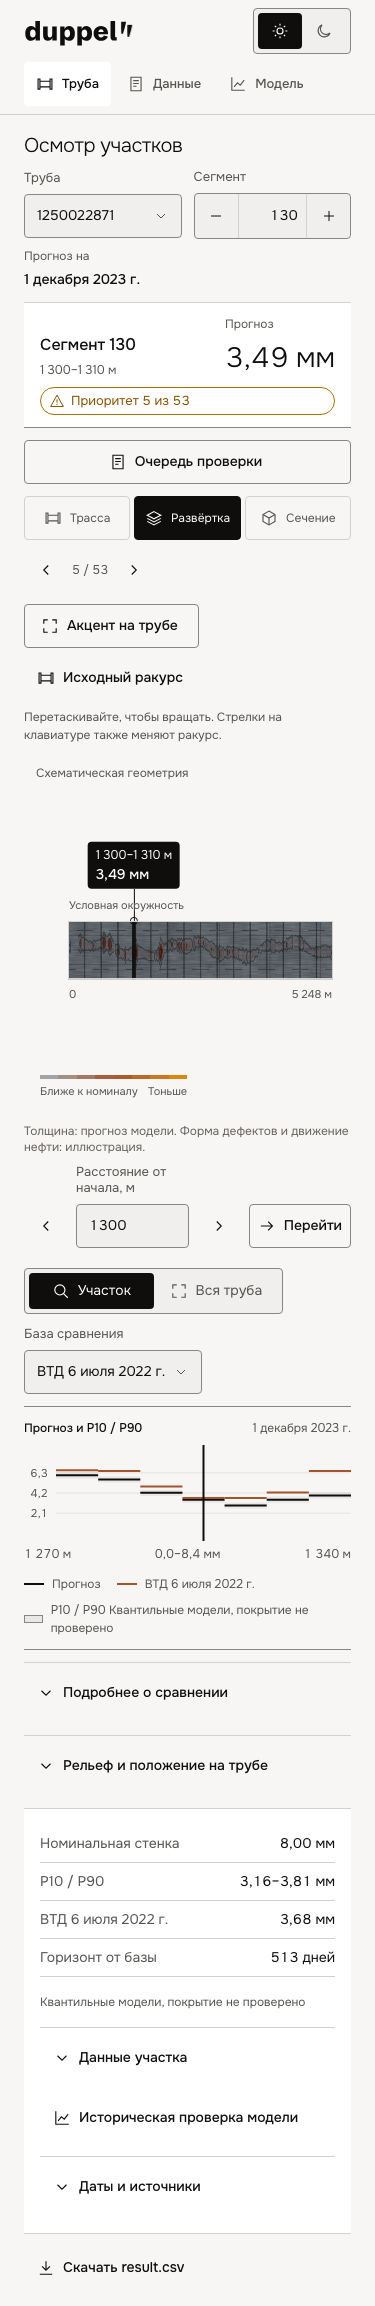 duppel
Труба
Данные
Модель
Осмотр участков
Труба
Сегмент
1250022871
130
Прогноз на
1 декабря 2023 г.
Прогноз
Сегмент 130
3,49 мм
1 300–1 310 м
Приоритет 5 из 53
Очередь проверки
Трасса
Развёртка
Сечение
5 / 53
Акцент на трубе
Исходный ракурс
Перетаскивайте, чтобы вращать. Стрелки на
клавиатуре также меняют ракурс.
Схематическая геометрия
1 300–1 310 м
3,49 мм
Условная окружность
0
5 248 м
Ближе к номиналу
Тоньше
Толщина: прогноз модели. Форма дефектов и движение
нефти: иллюстрация.
Расстояние от
начала, м
1 300
Перейти
Участок
Вся труба
База сравнения
ВТД 6 июля 2022 г.
Прогноз и P10 / P90
1 декабря 2023 г.
6,3
4,2
2,1
1 270 м
0,0–8,4 мм
1 340 м
Прогноз
ВТД 6 июля 2022 г.
P10 / P90 Квантильные модели, покрытие не
проверено
Подробнее о сравнении
Рельеф и положение на трубе
Номинальная стенка
8,00 мм
P10 / P90
3,16–3,81 мм
ВТД 6 июля 2022 г.
3,68 мм
Горизонт от базы
513 дней
Квантильные модели, покрытие не проверено
Данные участка
Историческая проверка модели
Даты и источники
Скачать result.csv